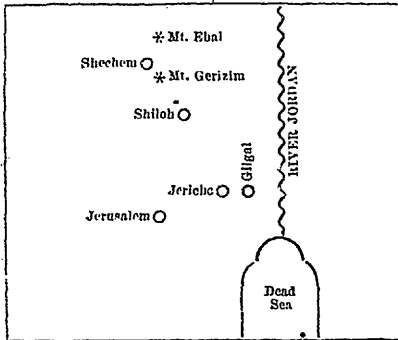 Mt. Ebal
Shechem
Mt. Gerizim
Shiloh
RIVER JORDAN
Gilgal
Jericho
Jerusalem
Dead
Sea